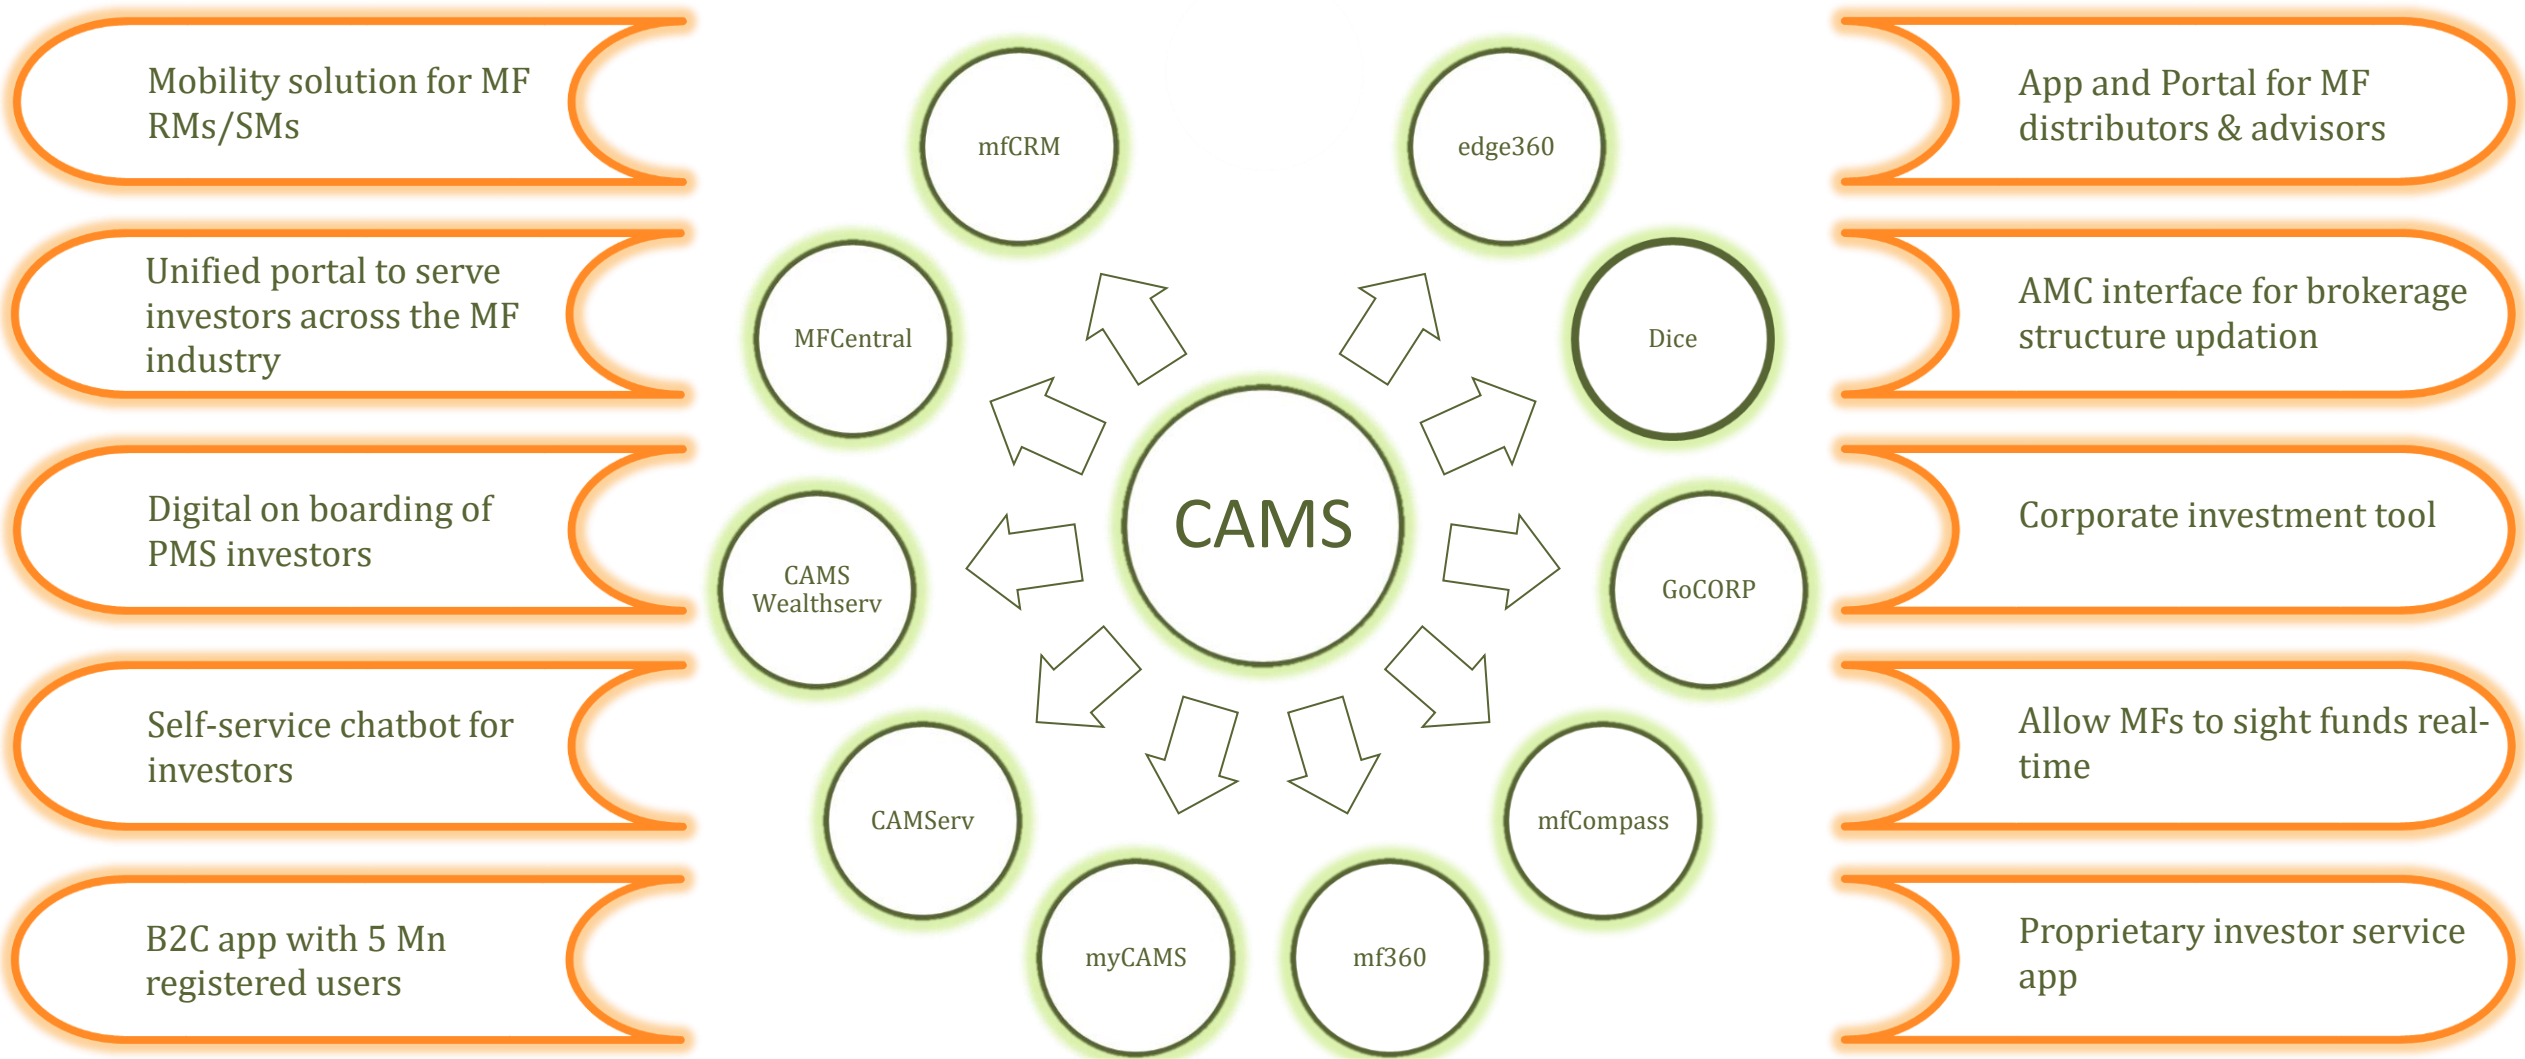 Mobility solution for MF
RMs/SMs
Unified portal to serve
investors across the MF
industry
Digital on boarding of
PMS investors
Self-service chatbot for
investors
B2C app with 5 Mn
registered users
mfCRM
edge360
MFCentral
Dice
CAMS
CAMS
Wealthserv
GoCORP
CAMServ
mfCompass
myCAMS
mf360
App and Portal for MF
distributors & advisors
AMC interface for brokerage
structure updation
Corporate investment tool
Allow MFs to sight funds real-
time
Proprietary investor service
app